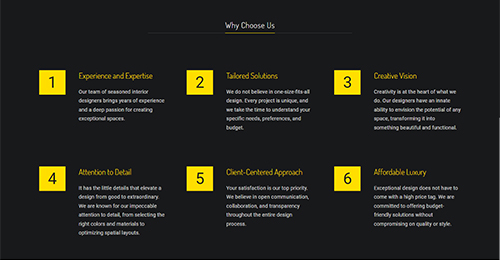 Why Choose Us
1
Experience and Expertise
Our team of seasoned interior
designers brings years of experience
and a deep passion for creating
exceptional spaces.
2
Tailored Solutions
We do not believe in one-size-fits-all
design. Every project is unique, and
we take the time to understand your
specific needs, preferences, and
budget.
3
Creative Vision
Creativity is at the heart of what we
do. Our designers have an innate
ability to envision the potential of any
space, transforming it into
something beautiful and functional.
4
Attention to Detail
It has the little details that elevate a
design from good to extraordinary.
We are known for our impeccable
attention to detail, from selecting the
right colors and materials to
optimizing spatial layouts.
5
Client-Centered Approach
Your satisfaction is our top priority.
We believe in open communication,
collaboration, and transparency
throughout the entire design
process.
6
Affordable Luxury
Exceptional design does not have to
come with a high price tag. We are
committed to offering budget-
friendly solutions without
compromising on quality or style.